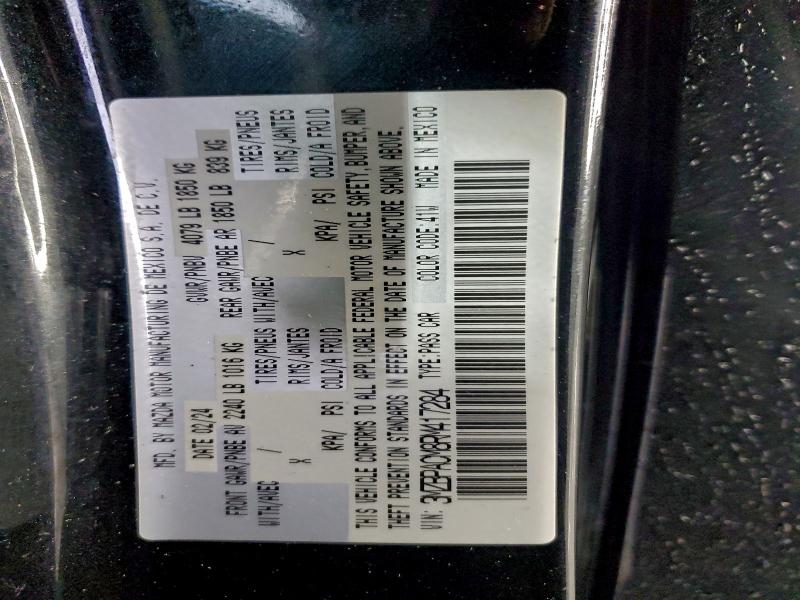 MFD. BY MAZDA MOTOR MANUFACTURING DE MEXICO S.A. DE C.V.
DATE 02/24 GVWR/PNBV 4079 LB 1850 KG
FRONT GAWR/PNBE AV 2240 LB 1016 KG REAR GAWR/PNBE AR 1850 LB 839 KG
WITH/AVEC / TIRES/PNEUS WITH/AVEC / TIRES/PNEUS
X RIMS/JANTES X RIMS/JANTES
KPA/ PSI COLD/A FROID KPA/ PSI COLD/A FROID
THIS VEHICLE CONFORMS TO ALL APPLICABLE FEDERAL MOTOR VEHICLE SAFETY, BUMPER, AND
THEFT PREVENTION STANDARDS IN EFFECT ON THE DATE OF MANUFACTURE SHOWN ABOVE.
VIN: 3MZBPACM8RM417284 TYPE:PASS CAR COLOR CODE:41W MADE IN MEXICO